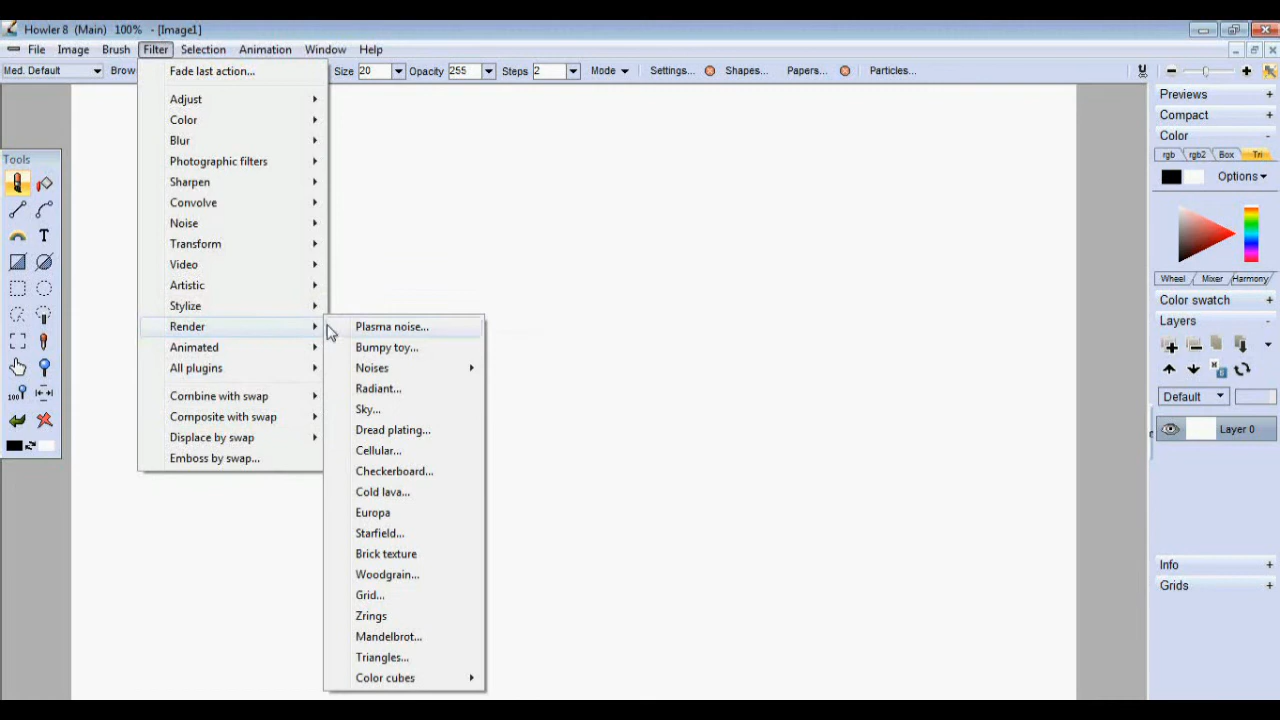 Howler 8 (Main) 100% - [Image1]
File Image Brush Filter Selection Animation Window Help
Med. Default Brow Size 20 Opacity 255 Steps 2 Mode Settings... Shapes... Papers... Particles...
Fade last action...
Adjust
Color
Blur
Photographic filters
Sharpen
Convolve
Noise
Transform
Video
Artistic
Stylize
Render
Animated
All plugins
Combine with swap
Composite with swap
Displace by swap
Emboss by swap...
Plasma noise...
Bumpy toy...
Noises
Radiant...
Sky...
Dread plating...
Cellular...
Checkerboard...
Cold lava...
Europa
Starfield...
Brick texture
Woodgrain...
Grid...
Zrings
Mandelbrot...
Triangles...
Color cubes
Tools
T
100
Previews +
Compact +
Color -
rgb rgb2 Box Tri
Options
Wheel Mixer Harmony
Color swatch +
Layers -
Default
Layer 0
Info +
Grids +